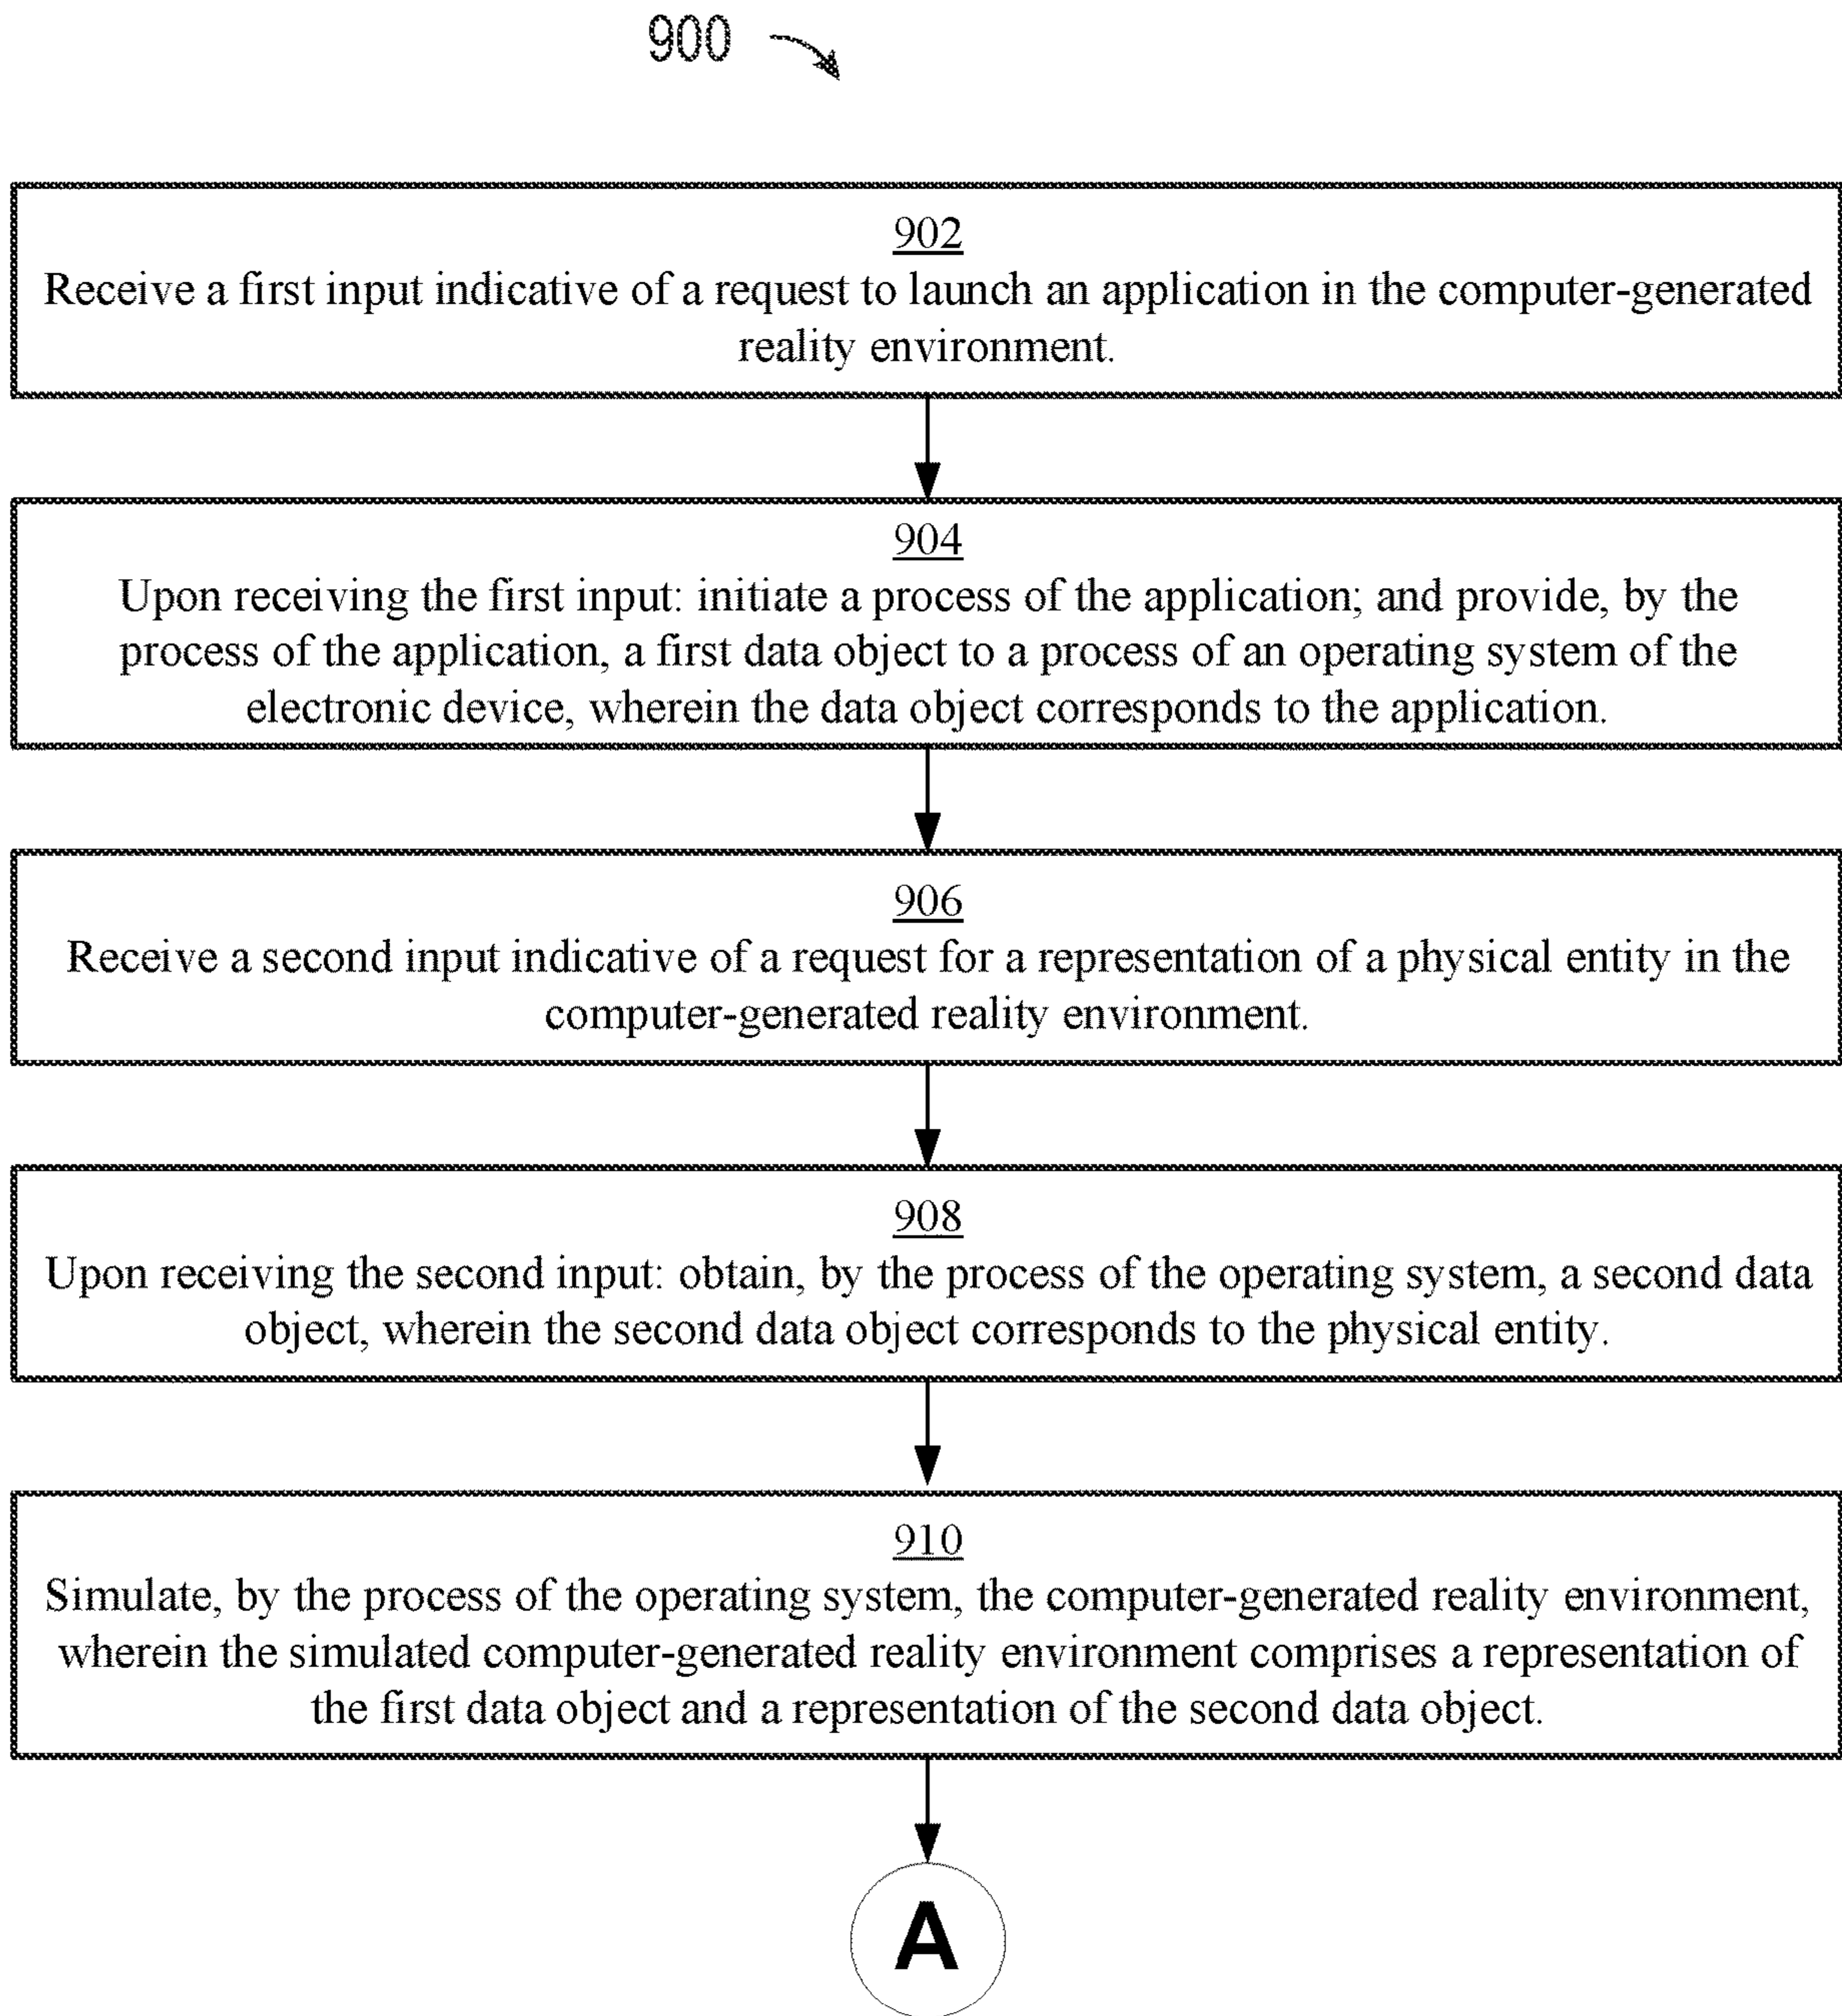 900
902
Receive a first input indicative of a request to launch an application in the computer-generated
reality environment.
904
Upon receiving the first input: initiate a process of the application; and provide, by the
process of the application, a first data object to a process of an operating system of the
electronic device, wherein the data object corresponds to the application.
906
Receive a second input indicative of a request for a representation of a physical entity in the
computer-generated reality environment.
908
Upon receiving the second input: obtain, by the process of the operating system, a second data
object, wherein the second data object corresponds to the physical entity.
910
Simulate, by the process of the operating system, the computer-generated reality environment,
wherein the simulated computer-generated reality environment comprises a representation of
the first data object and a representation of the second data object.
A